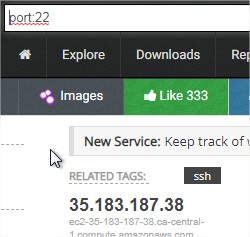 port:22
Explore Downloads
Images Like 333
New Service: Keep track of
RELATED TAGS: ssh
35.183.187.38
ec2-35-183-187-38.ca-central-
1.compute.amazonaws.com